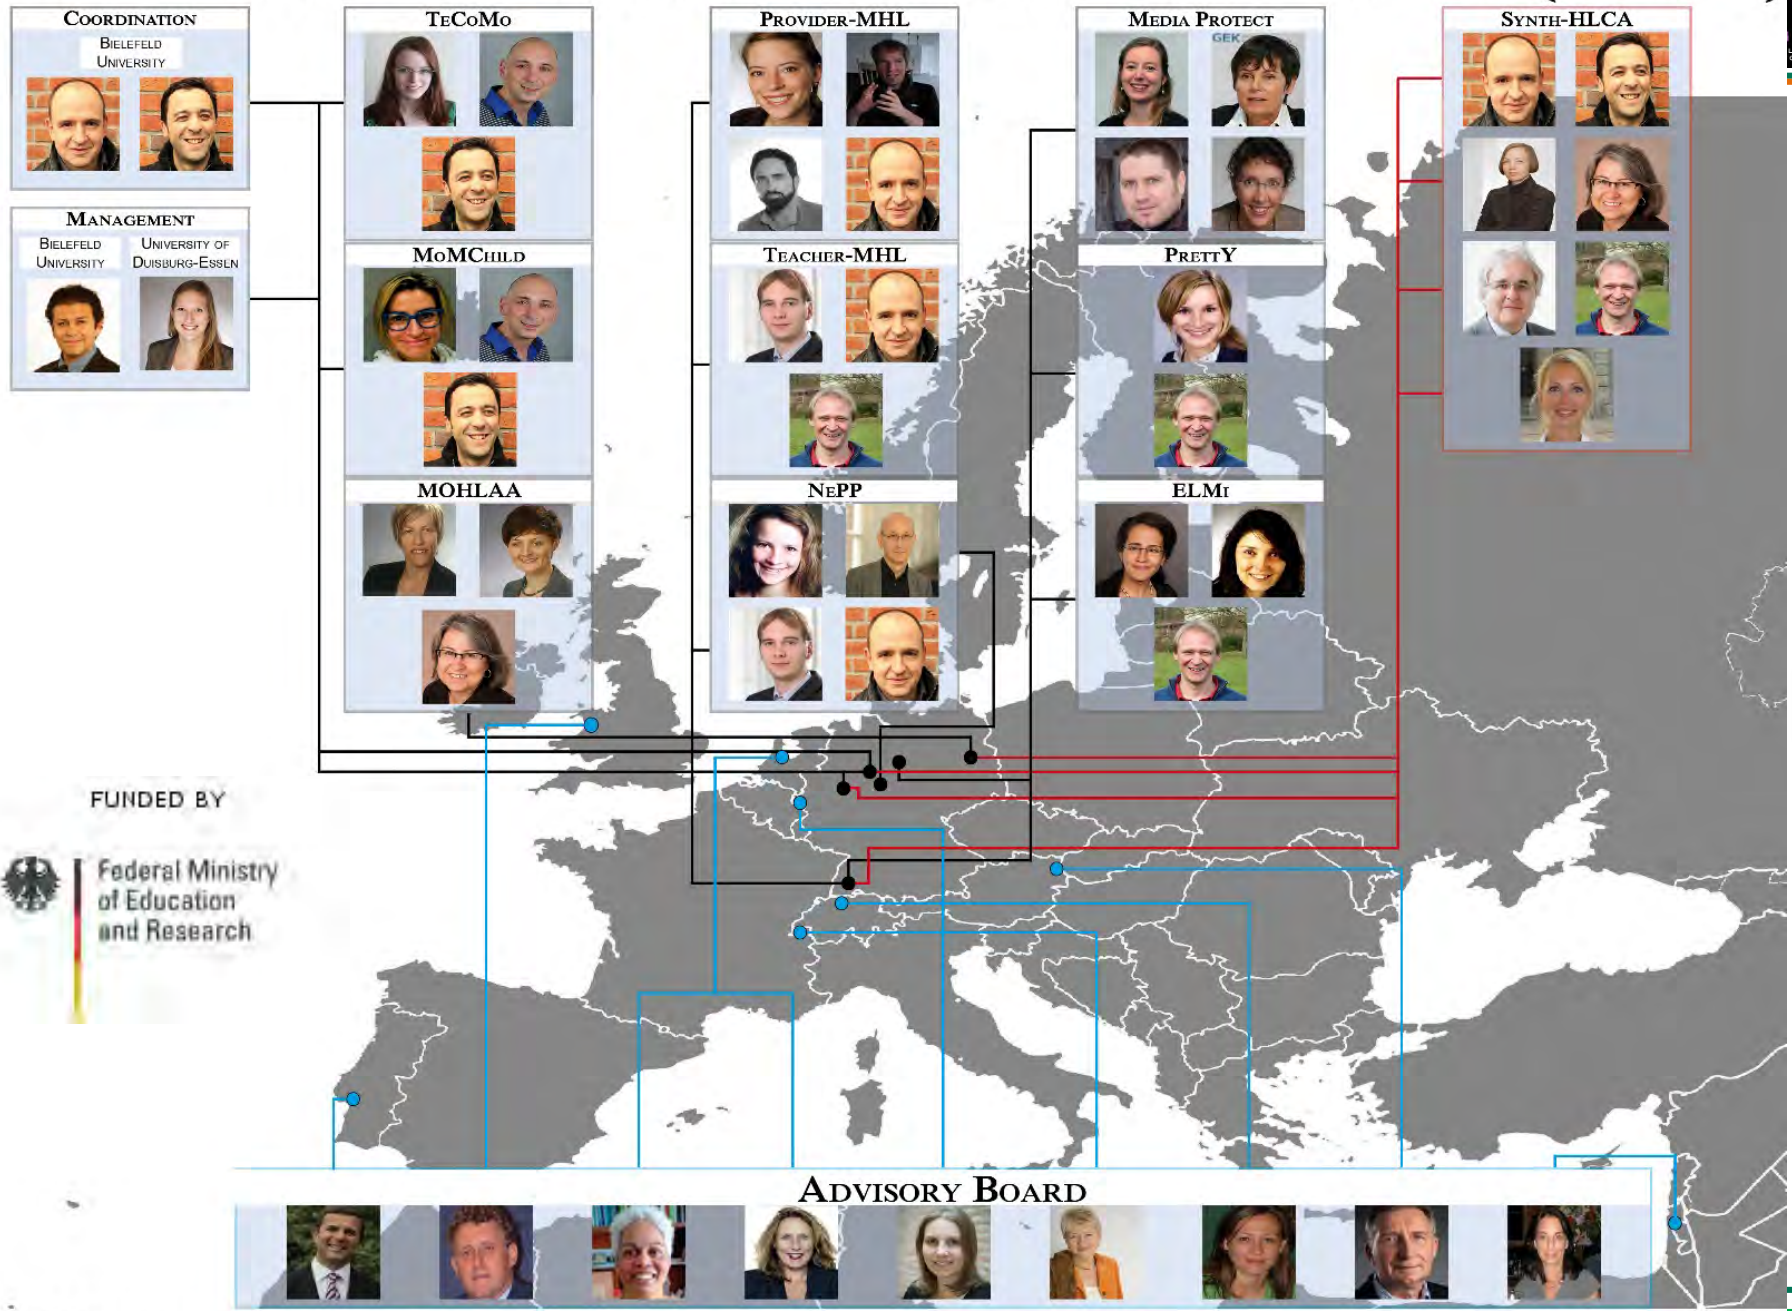 COORDINATION
BIELEFELD
UNIVERSITY
MANAGEMENT
BIELEFELD
UNIVERSITY
UNIVERSITY OF
DUISBURG-ESSEN
TECOMO
MOMCHILD
MOHLAA
PROVIDER-MHL
TEACHER-MHL
NEPP
MEDIA PROTECT
GEK
PRETTY
ELMI
SYNTH-HLCA
FUNDED BY
Federal Ministry
of Education
and Research
ADVISORY BOARD